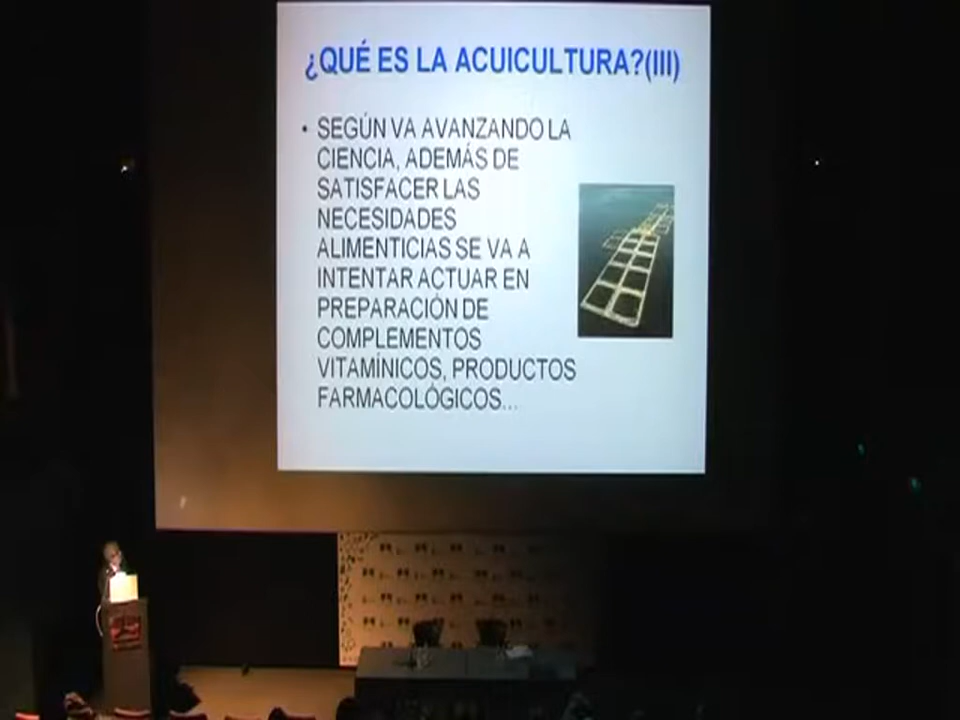 ¿QUÉ ES LA ACUICULTURA?(III)
• SEGÚN VA AVANZANDO LA
CIENCIA, ADEMÁS DE
SATISFACER LAS
NECESIDADES
ALIMENTICIAS SE VA A
INTENTAR ACTUAR EN
PREPARACIÓN DE
COMPLEMENTOS
VITAMÍNICOS, PRODUCTOS
FARMACOLÓGICOS...